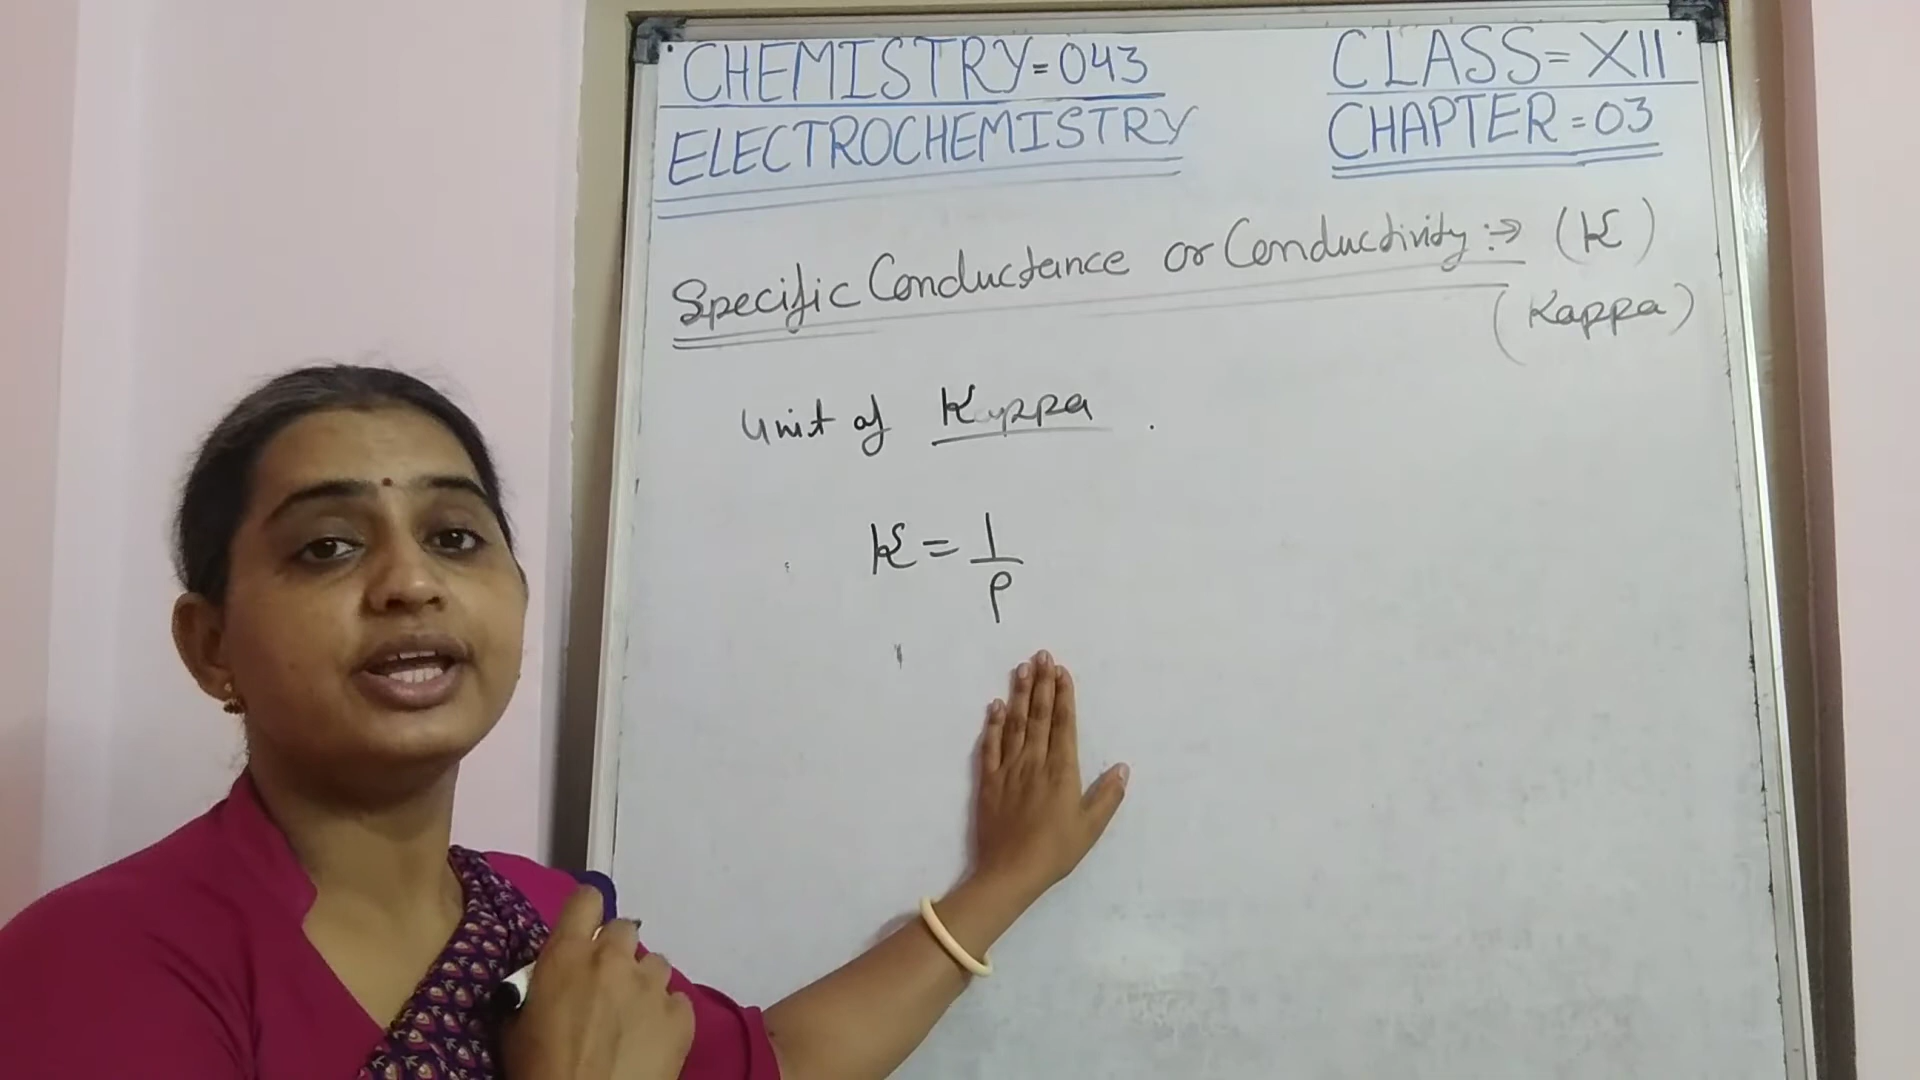 CHEMISTRY=043
CLASS=XII
ELECTROCHEMISTRY
CHAPTER=03
Specific Conductance or Conductivity :→ (K)
(Kappa)
Unit of Kappa
K = 1/ρ